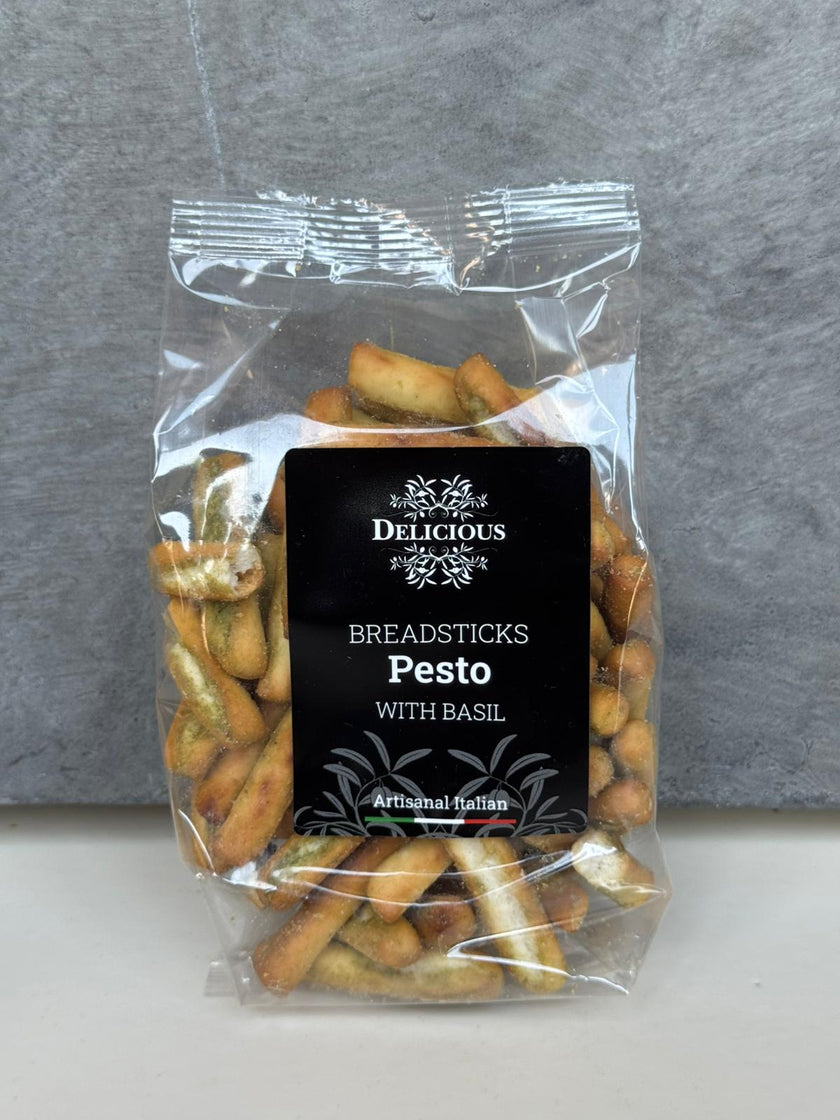 DELICIOUS
BREADSTICKS
Pesto
WITH BASIL
Artisanal Italian